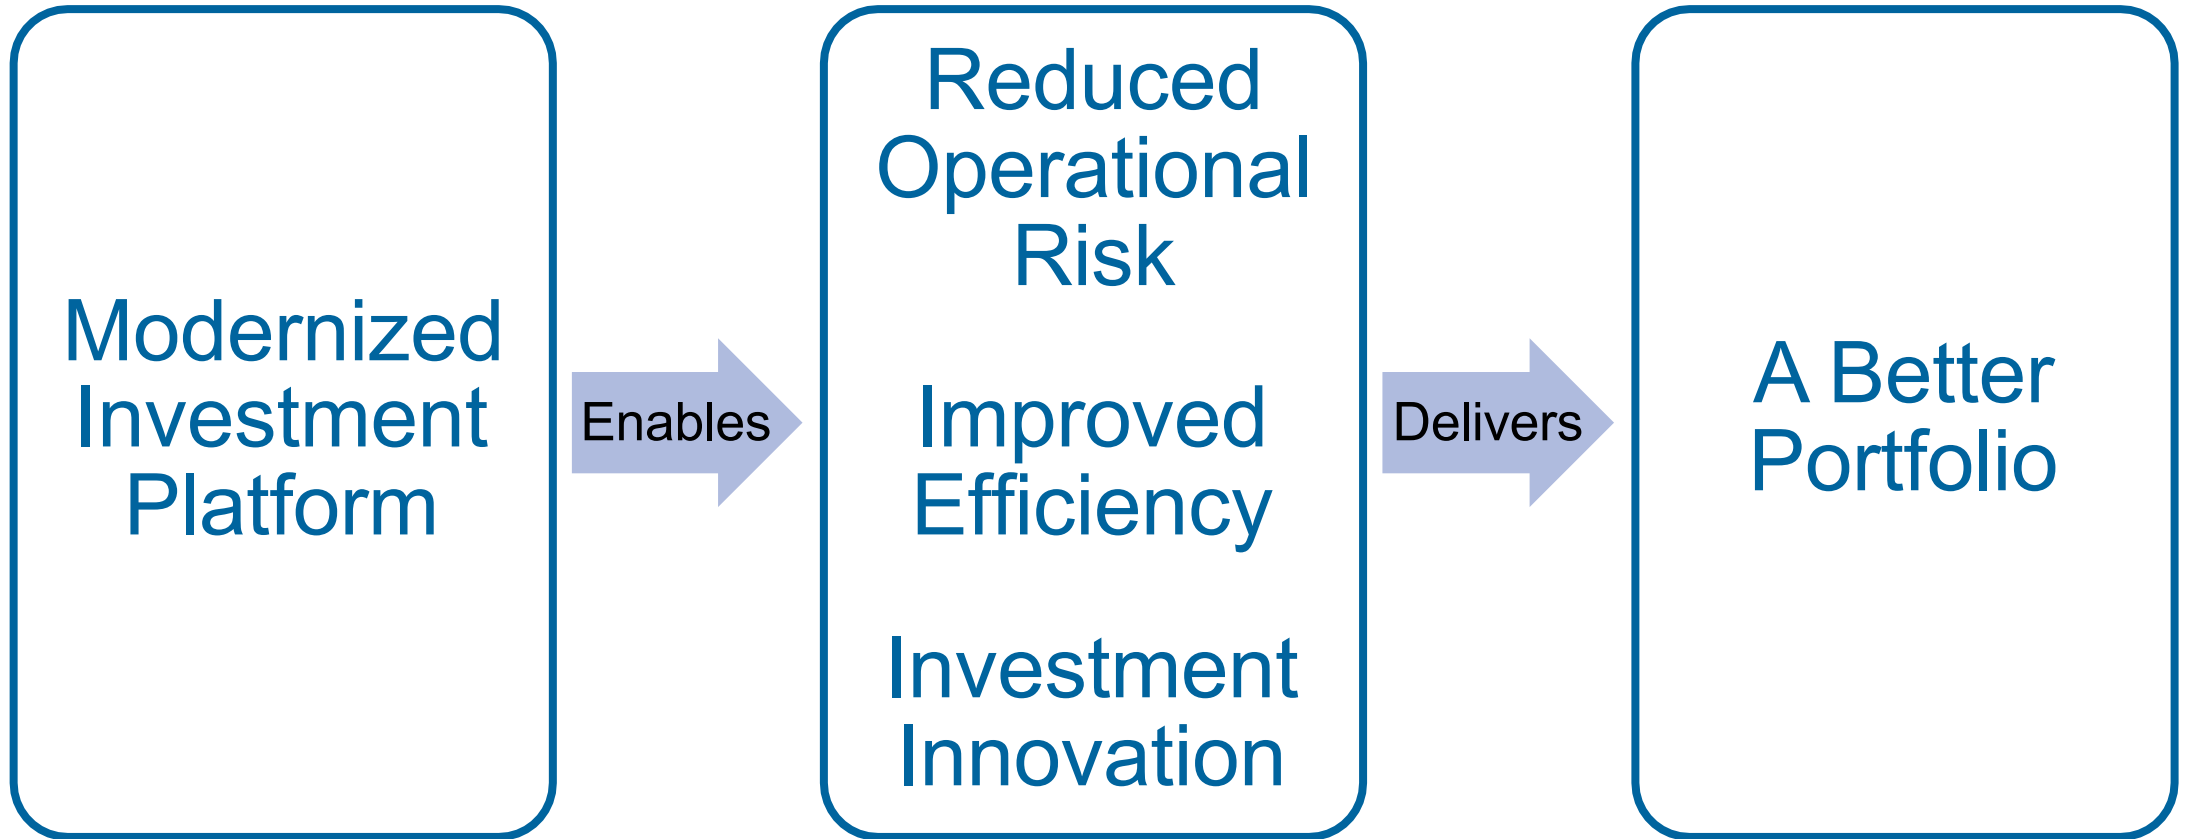 Modernized
Investment
Platform
Enables
Reduced
Operational
Risk
Improved
Efficiency
Investment
Innovation
Delivers
A Better
Portfolio